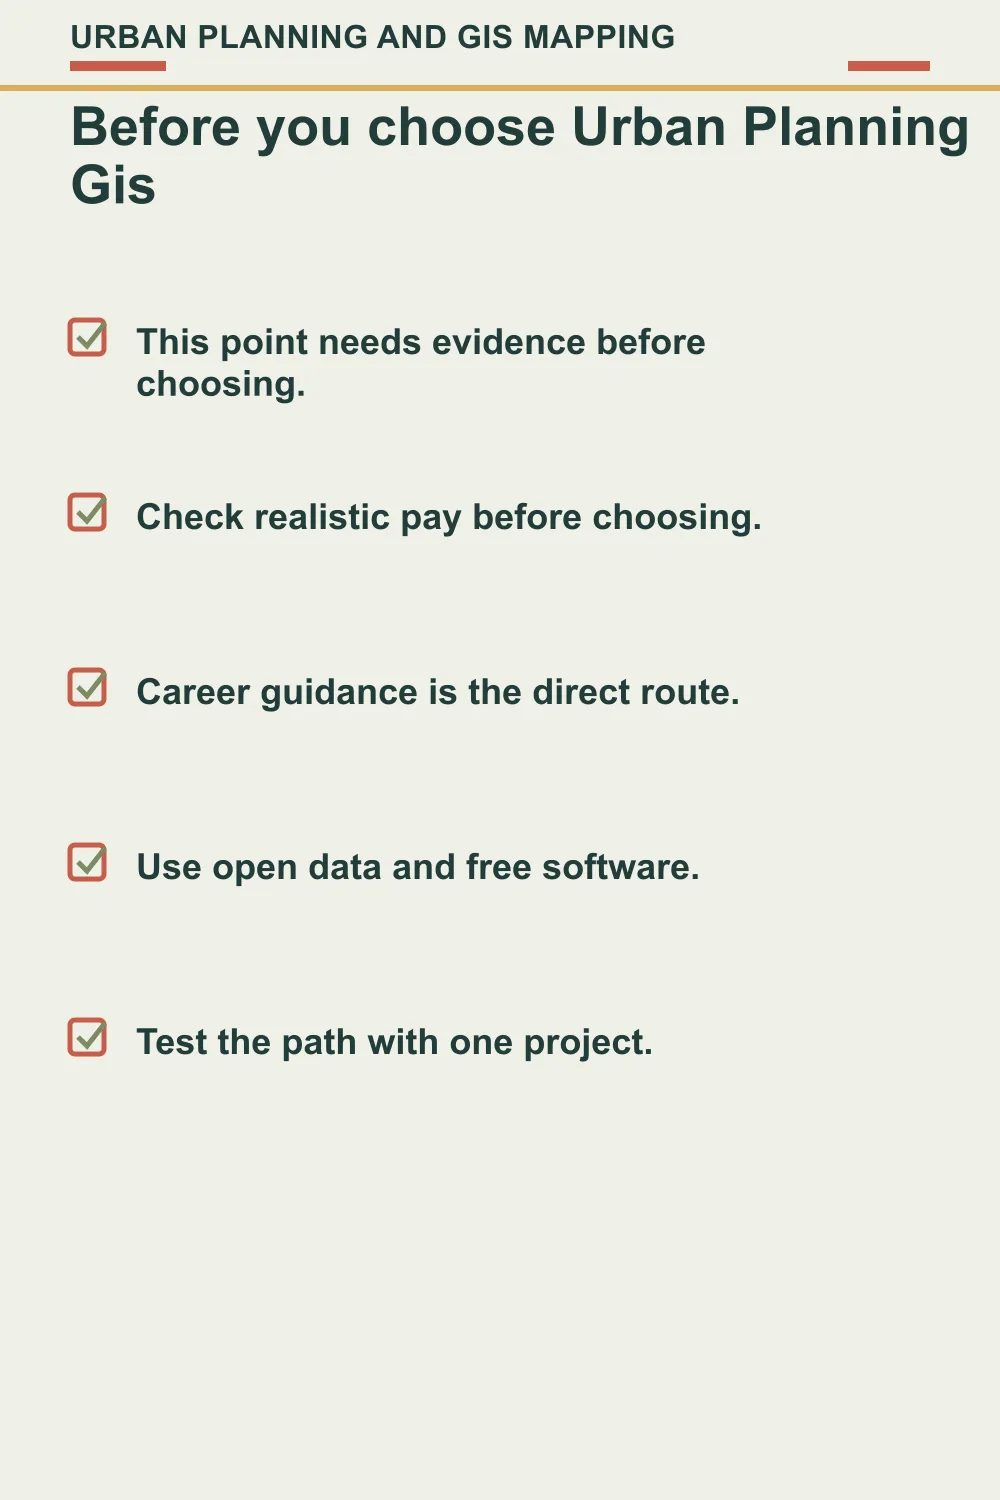 URBAN PLANNING AND GIS MAPPING
Before you choose Urban Planning
Gis
This point needs evidence before
choosing.
Check realistic pay before choosing.
Career guidance is the direct route.
Use open data and free software.
Test the path with one project.